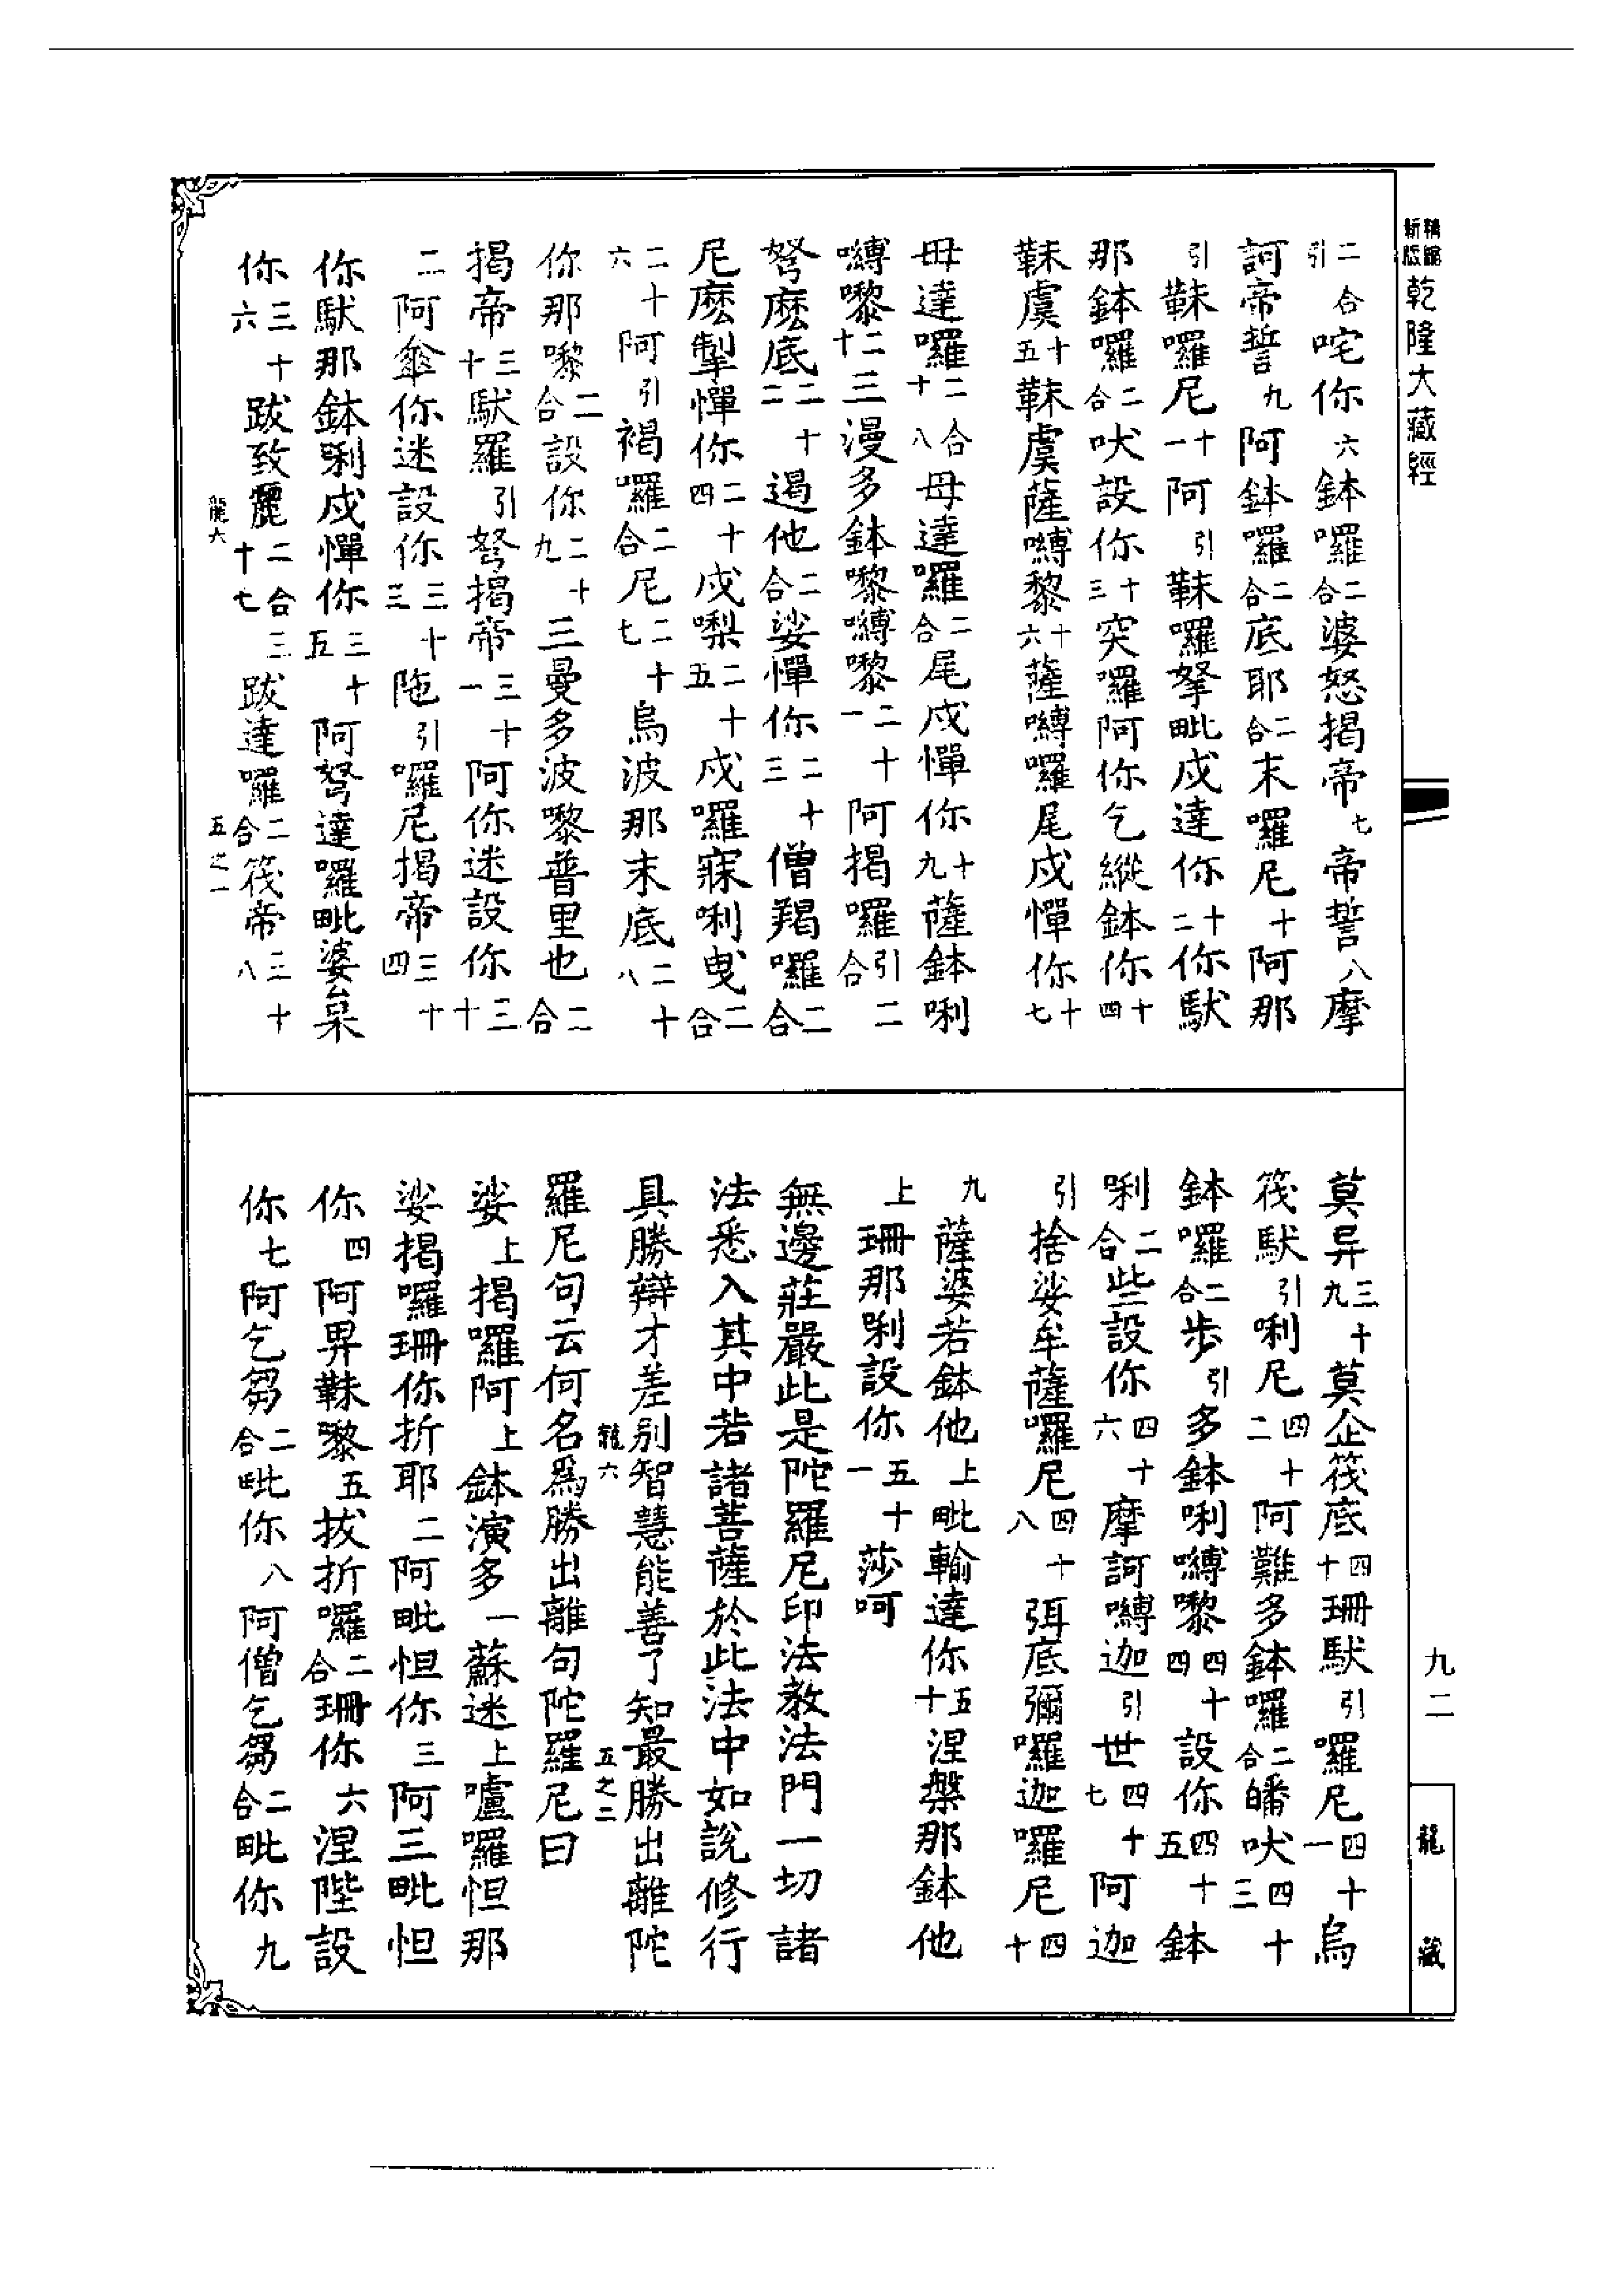 新編縮版 乾隆大藏經
二合引咤你六鉢囉二合婆怒揭帝七帝誓八摩
訶帝誓九阿鉢囉二合底耶二合末囉尼十阿那
引靺囉尼十一阿引靺囉拏毗戍達你十二你馱
那鉢囉二合吠設你十三突囉阿你乞縱鉢你十四
靺虞十五靺虞薩嚩黎十六薩嚩囉尾戍憚你十七
母達囉二合十八母達囉二合尾戍憚你十九薩鉢唎
嚩嚟二十三漫多鉢嚟嚩嚟二十一阿揭囉引二合
弩麼底二十二遏他二合娑憚你二十三僧羯囉二合
尼麼掣憚你二十四戍㗚二十五戍囉寐唎曳二合
二十六阿引褐囉二合尼二十七烏波那末底二十八
你那嚟二合設你二十九三曼多波嚟普里也二合
揭帝三十馱羅引弩揭帝三十一阿你迷設你三十
二阿傘你迷設你三十三陁引囉尼揭帝三十四
你馱那鉢唎戍憚你三十五阿弩達囉毗婆枲
你三十六跋致麗二合三十七跋達囉二合筏帝三十八
龍六 五之一
莫异三十九莫企筏底四十珊馱引囉尼四十一烏
筏馱引唎尼四十二阿難多鉢囉二合皤吠四十三
鉢囉二合步引多鉢唎嚩嚟四十四設你四十五鉢
唎二合些設你四十六摩訶嚩迦引世四十七阿迦
引捨娑牟薩囉尼四十八弭底彌囉迦囉尼四十
九薩婆若鉢他上毗輸達你五十涅槃那鉢他
上珊那唎設你五十一莎呵
無邊莊嚴此是陀羅尼印法教法門一切諸
法悉入其中若諸菩薩於此法中如說修行
具勝辯才差別智慧能善了知最勝出離陀
龍六 五之二
羅尼句云何名爲勝出離句陀羅尼曰
娑上揭囉阿上鉢演多一蘇迷上嚧羅怛那
娑揭囉珊你折耶二阿毗怛你三阿三毗怛
你四阿畀靺嚟五拔折囉二合珊你六涅陛設
你七阿乞芻二合毗你八阿僧乞芻二合毗你九
九二
龍藏